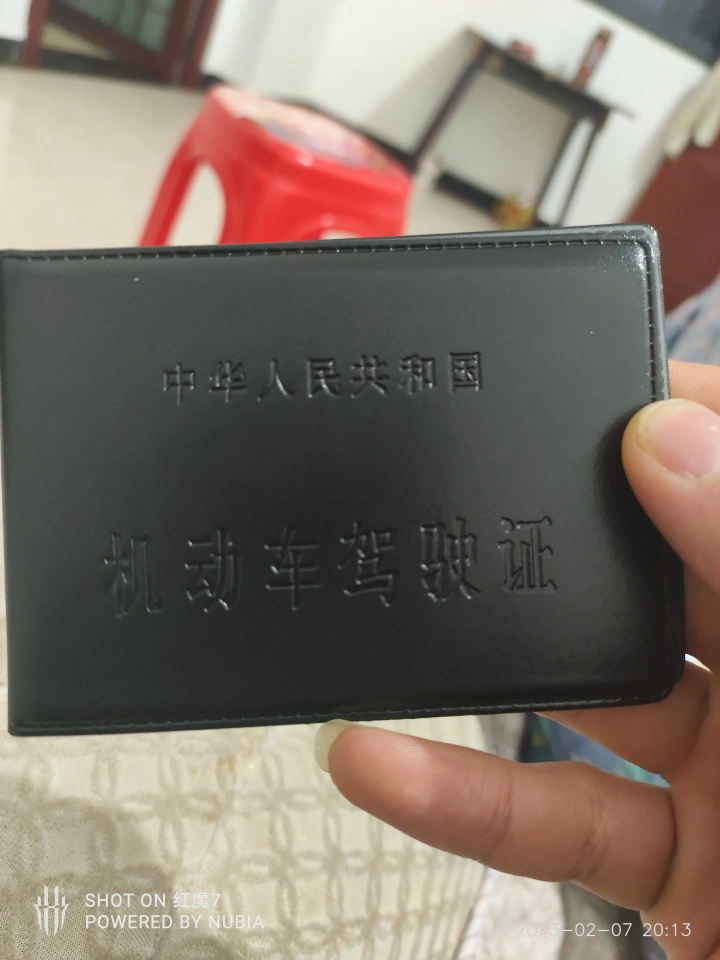 中华人民共和国
机动车驾驶证
SHOT ON 红魔7
POWERED BY NUBIA
2023-02-07 20:13